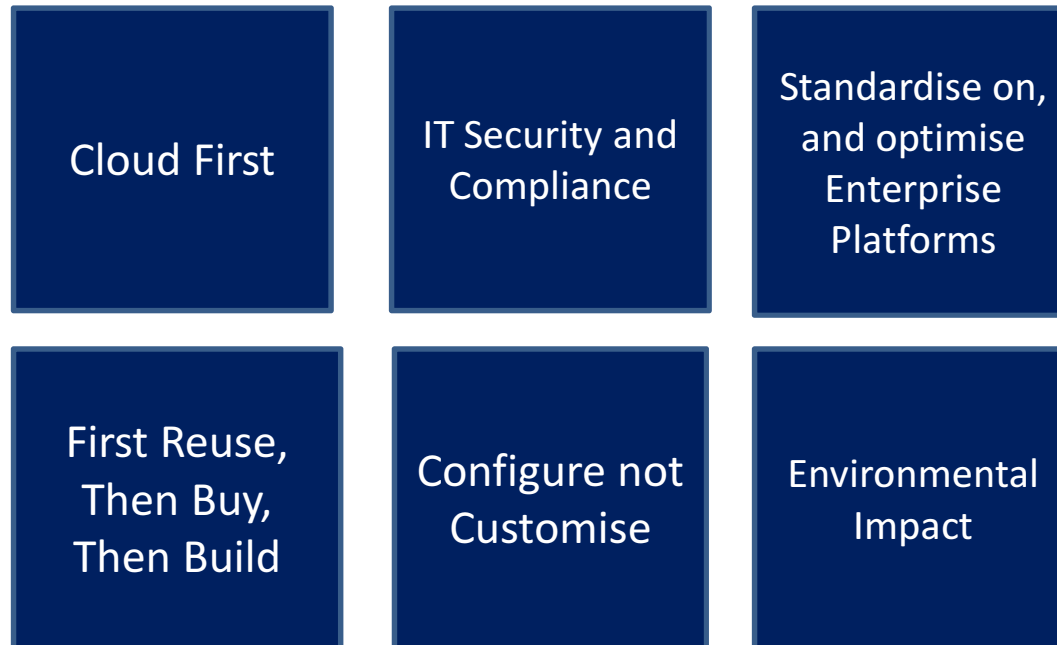 Cloud First
IT Security and
Compliance
Standardise on,
and optimise
Enterprise
Platforms
First Reuse,
Then Buy,
Then Build
Configure not
Customise
Environmental
Impact